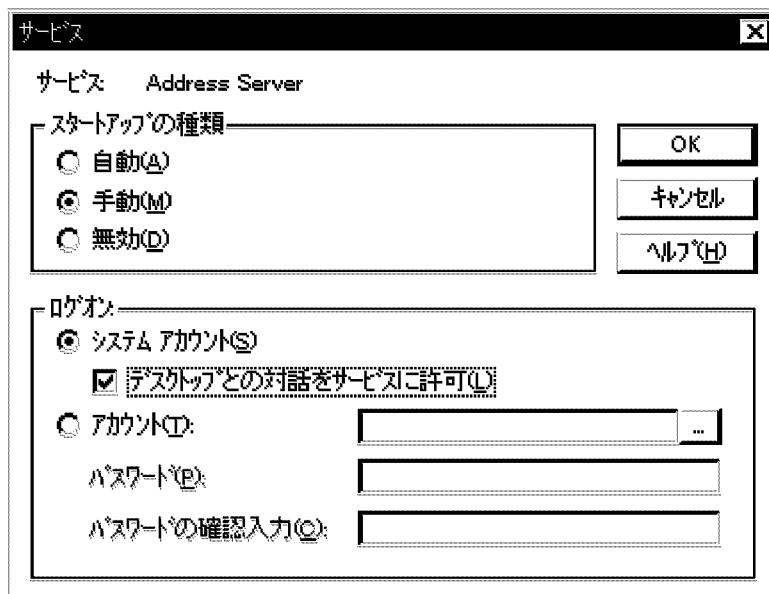 サービス
サービス: Address Server
スタートアップの種類
自動(A)
手動(M)
無効(D)
OK
キャンセル
ヘルプ(H)
ログオン:
システム アカウント(S)
デスクトップとの対話をサービスに許可(L)
アカウント(T):
...
パスワード(P):
パスワードの確認入力(C):